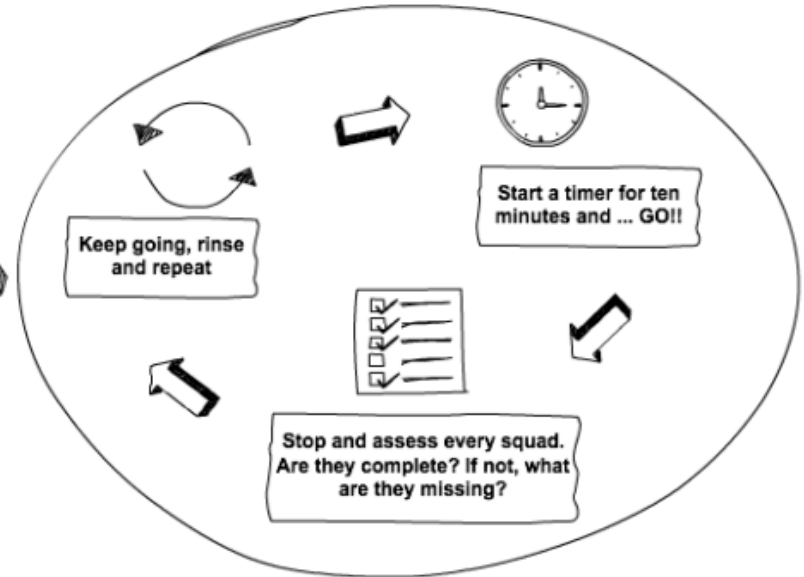 Start a timer for ten
minutes and ... GO!!
Keep going, rinse
and repeat
Stop and assess every squad.
Are they complete? If not, what
are they missing?